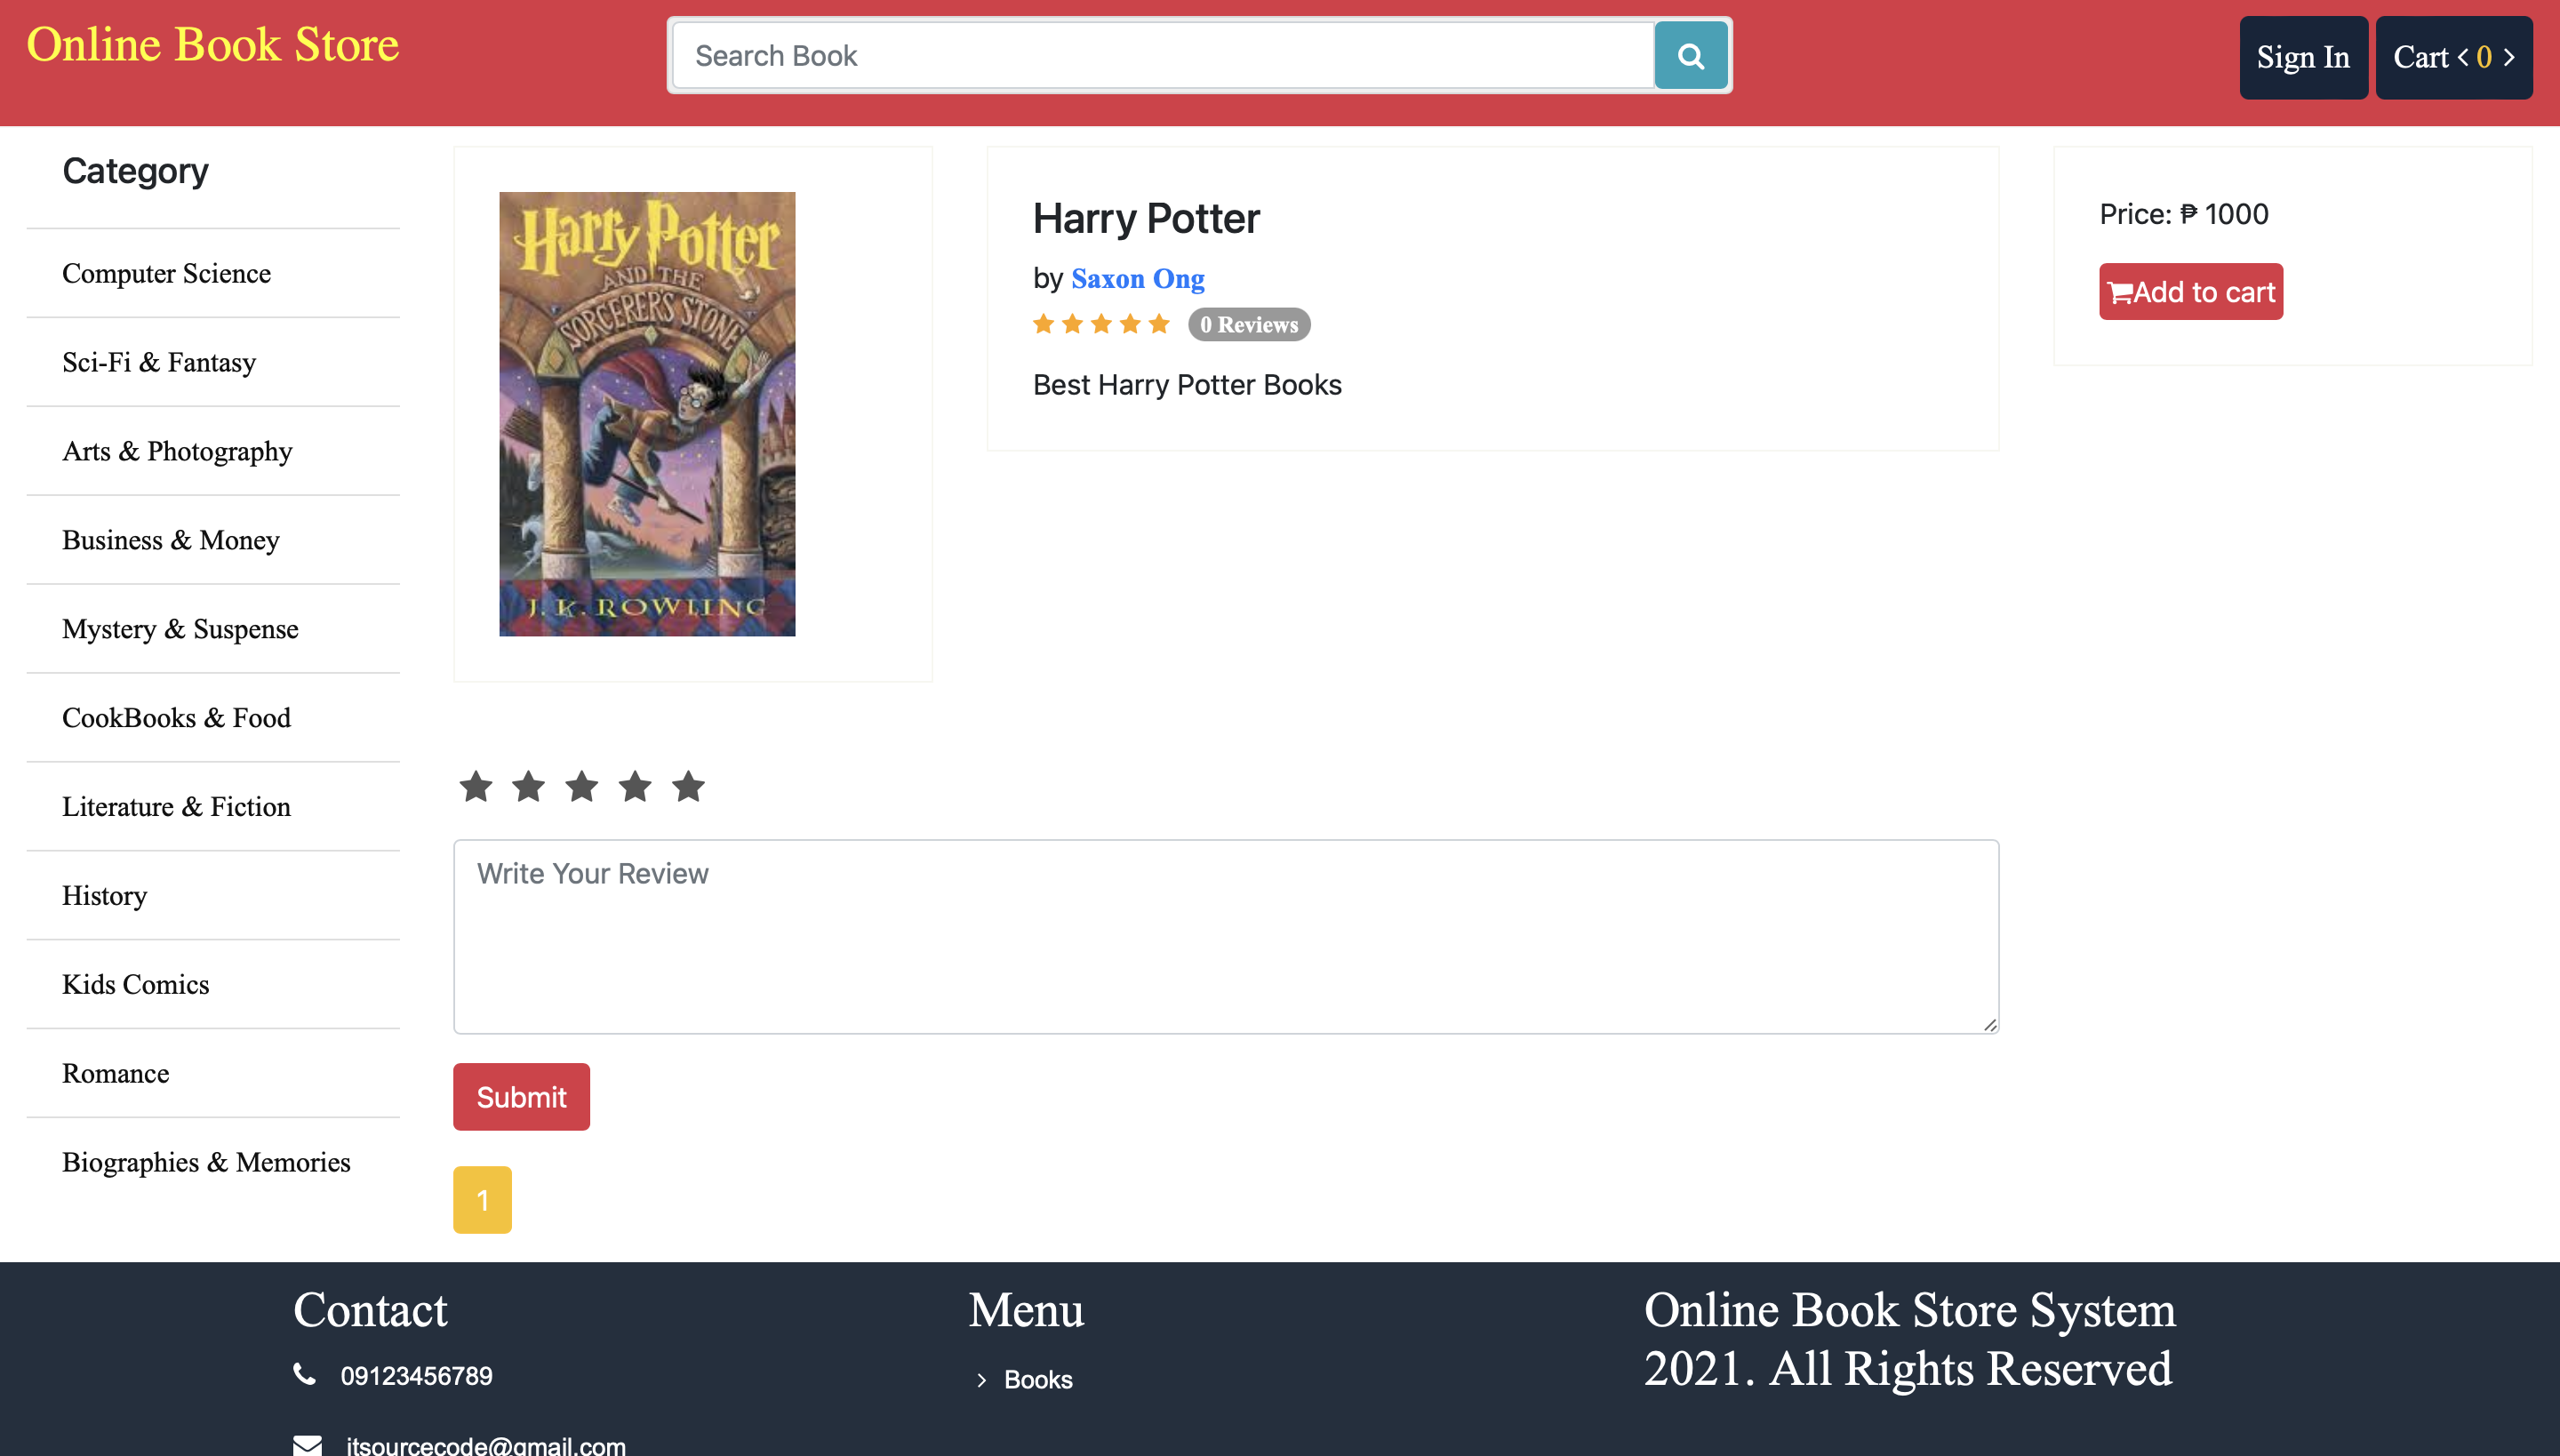 Online Book Store
Search Book
Sign In
Cart < 0 >
Category
Computer Science
Sci-Fi & Fantasy
Arts & Photography
Business & Money
Mystery & Suspense
CookBooks & Food
Literature & Fiction
History
Kids Comics
Romance
Biographies & Memories
Harry Potter
AND THE
SORCERER'S STONE
J. K. ROWLING
Harry Potter
by Saxon Ong
0 Reviews
Best Harry Potter Books
Price: ₱ 1000
Add to cart
Write Your Review
Submit
1
Contact
09123456789
itsourcecode@gmail.com
Menu
Books
Online Book Store System
2021. All Rights Reserved